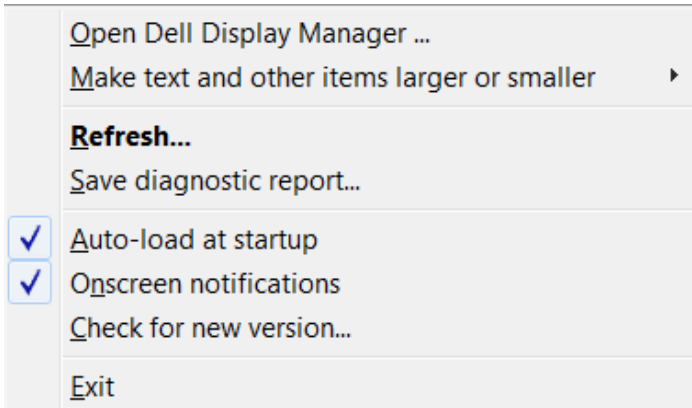 Open Dell Display Manager ...
Make text and other items larger or smaller
Refresh...
Save diagnostic report...
Auto-load at startup
Onscreen notifications
Check for new version...
Exit